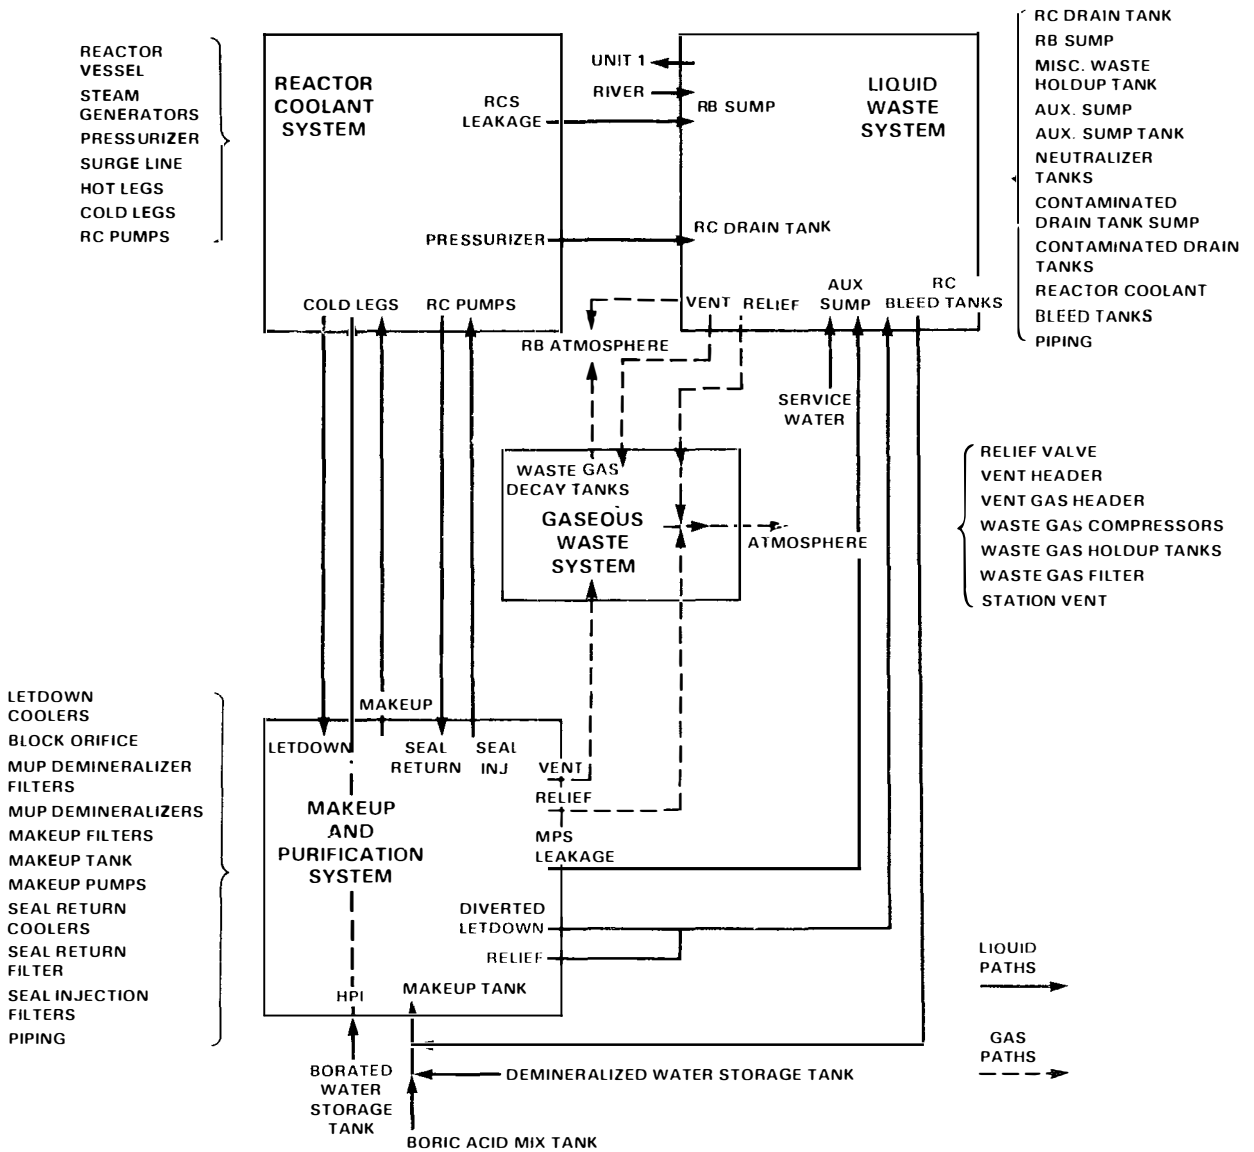 REACTOR
VESSEL
STEAM
GENERATORS
PRESSURIZER
SURGE LINE
HOT LEGS
COLD LEGS
RC PUMPS
REACTOR
COOLANT
SYSTEM
RCS
LEAKAGE
PRESSURIZER
COLD LEGS
RC PUMPS
UNIT 1
RIVER
RB SUMP
LIQUID
WASTE
SYSTEM
RC DRAIN TANK
VENT
RELIEF
AUX
SUMP
RC
BLEED TANKS
RC DRAIN TANK
RB SUMP
MISC. WASTE
HOLDUP TANK
AUX. SUMP
AUX. SUMP TANK
NEUTRALIZER
TANKS
CONTAMINATED
DRAIN TANK SUMP
CONTAMINATED DRAIN
TANKS
REACTOR COOLANT
BLEED TANKS
PIPING
RB ATMOSPHERE
SERVICE
WATER
WASTE GAS
DECAY TANKS
GASEOUS
WASTE
SYSTEM
ATMOSPHERE
RELIEF VALVE
VENT HEADER
VENT GAS HEADER
WASTE GAS COMPRESSORS
WASTE GAS HOLDUP TANKS
WASTE GAS FILTER
STATION VENT
LETDOWN
COOLERS
BLOCK ORIFICE
MUP DEMINERALIZER
FILTERS
MUP DEMINERALIZERS
MAKEUP FILTERS
MAKEUP TANK
MAKEUP PUMPS
SEAL RETURN
COOLERS
SEAL RETURN
FILTER
SEAL INJECTION
FILTERS
PIPING
MAKEUP
LETDOWN
SEAL
RETURN
SEAL
INJ
VENT
RELIEF
MAKEUP
AND
PURIFICATION
SYSTEM
MPS
LEAKAGE
DIVERTED
LETDOWN
RELIEF
HPI
MAKEUP TANK
BORATED
WATER
STORAGE
TANK
DEMINERALIZED WATER STORAGE TANK
BORIC ACID MIX TANK
LIQUID
PATHS
GAS
PATHS